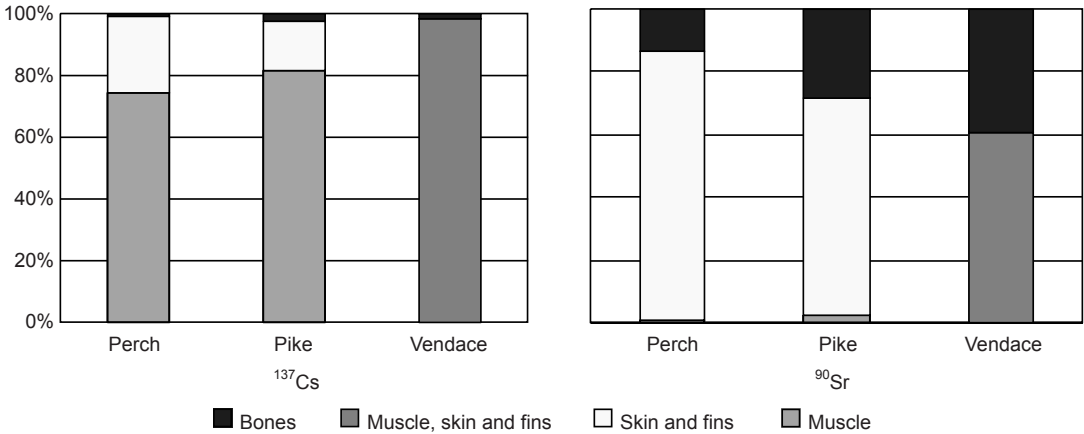 100%
80%
60%
40%
20%
0%
Perch Pike Vendace Perch Pike Vendace
¹³⁷Cs ⁹⁰Sr
Bones Muscle, skin and fins Skin and fins Muscle